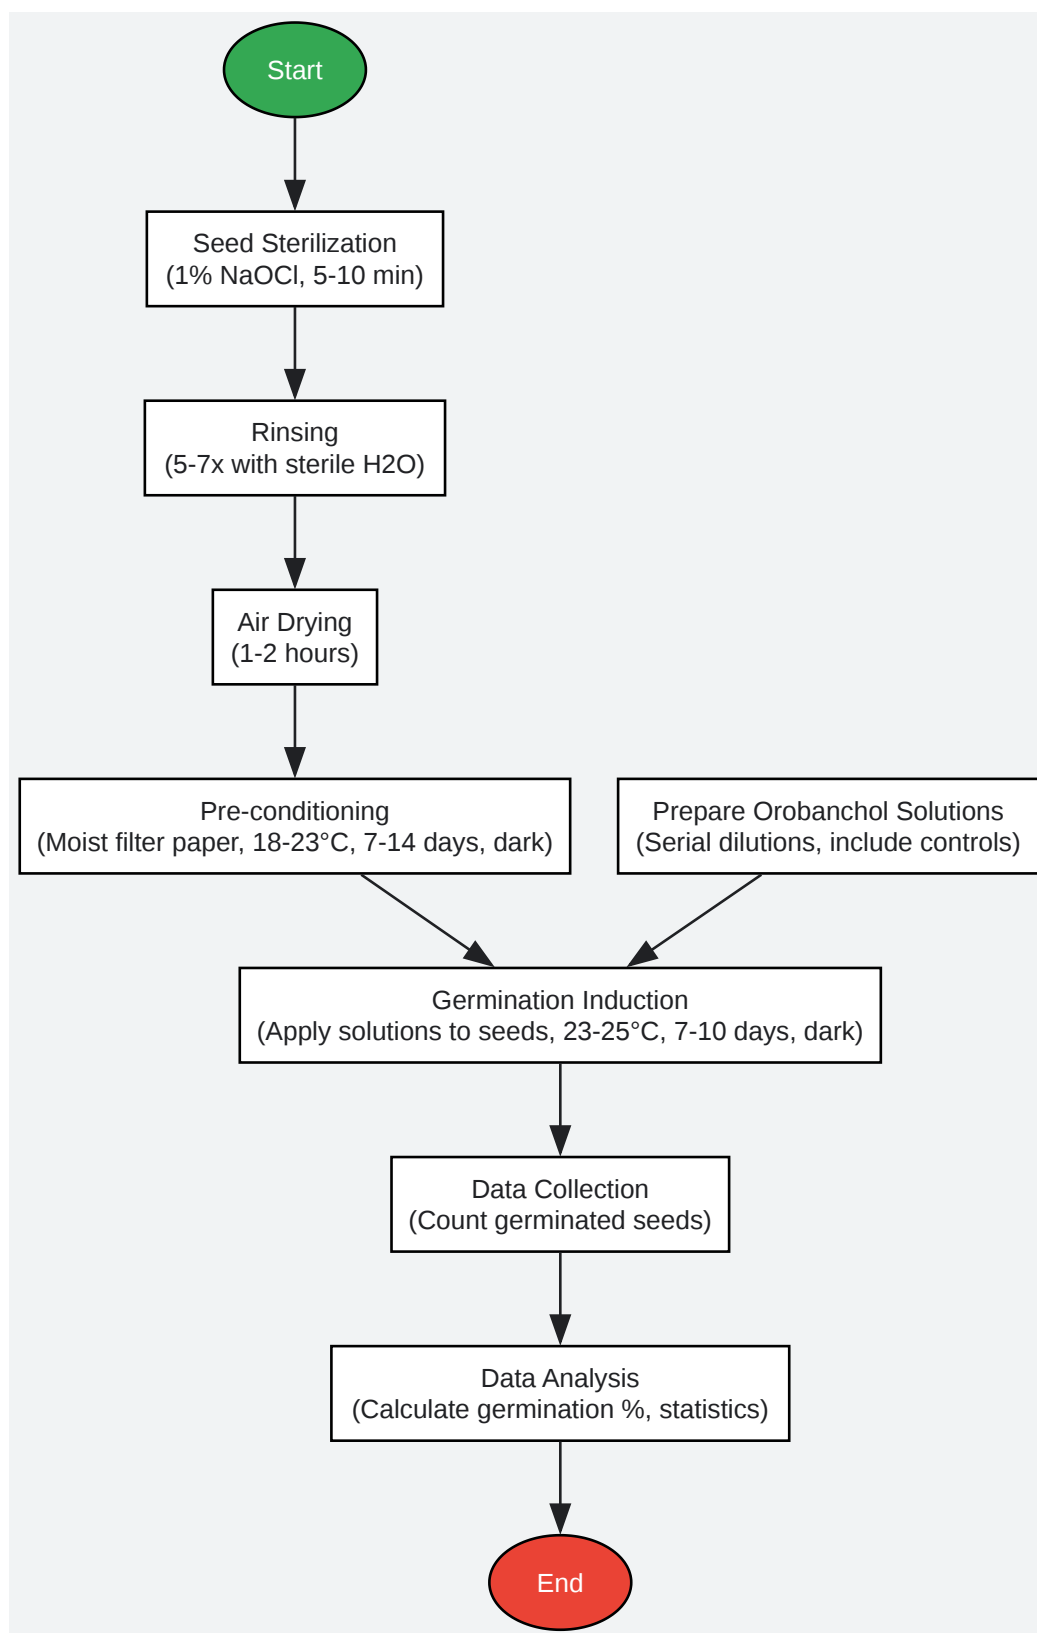 Start
Seed Sterilization
(1% NaOCl, 5-10 min)
Rinsing
(5-7x with sterile H2O)
Air Drying
(1-2 hours)
Pre-conditioning
(Moist filter paper, 18-23°C, 7-14 days, dark)
Prepare Orobanchol Solutions
(Serial dilutions, include controls)
Germination Induction
(Apply solutions to seeds, 23-25°C, 7-10 days, dark)
Data Collection
(Count germinated seeds)
Data Analysis
(Calculate germination %, statistics)
End